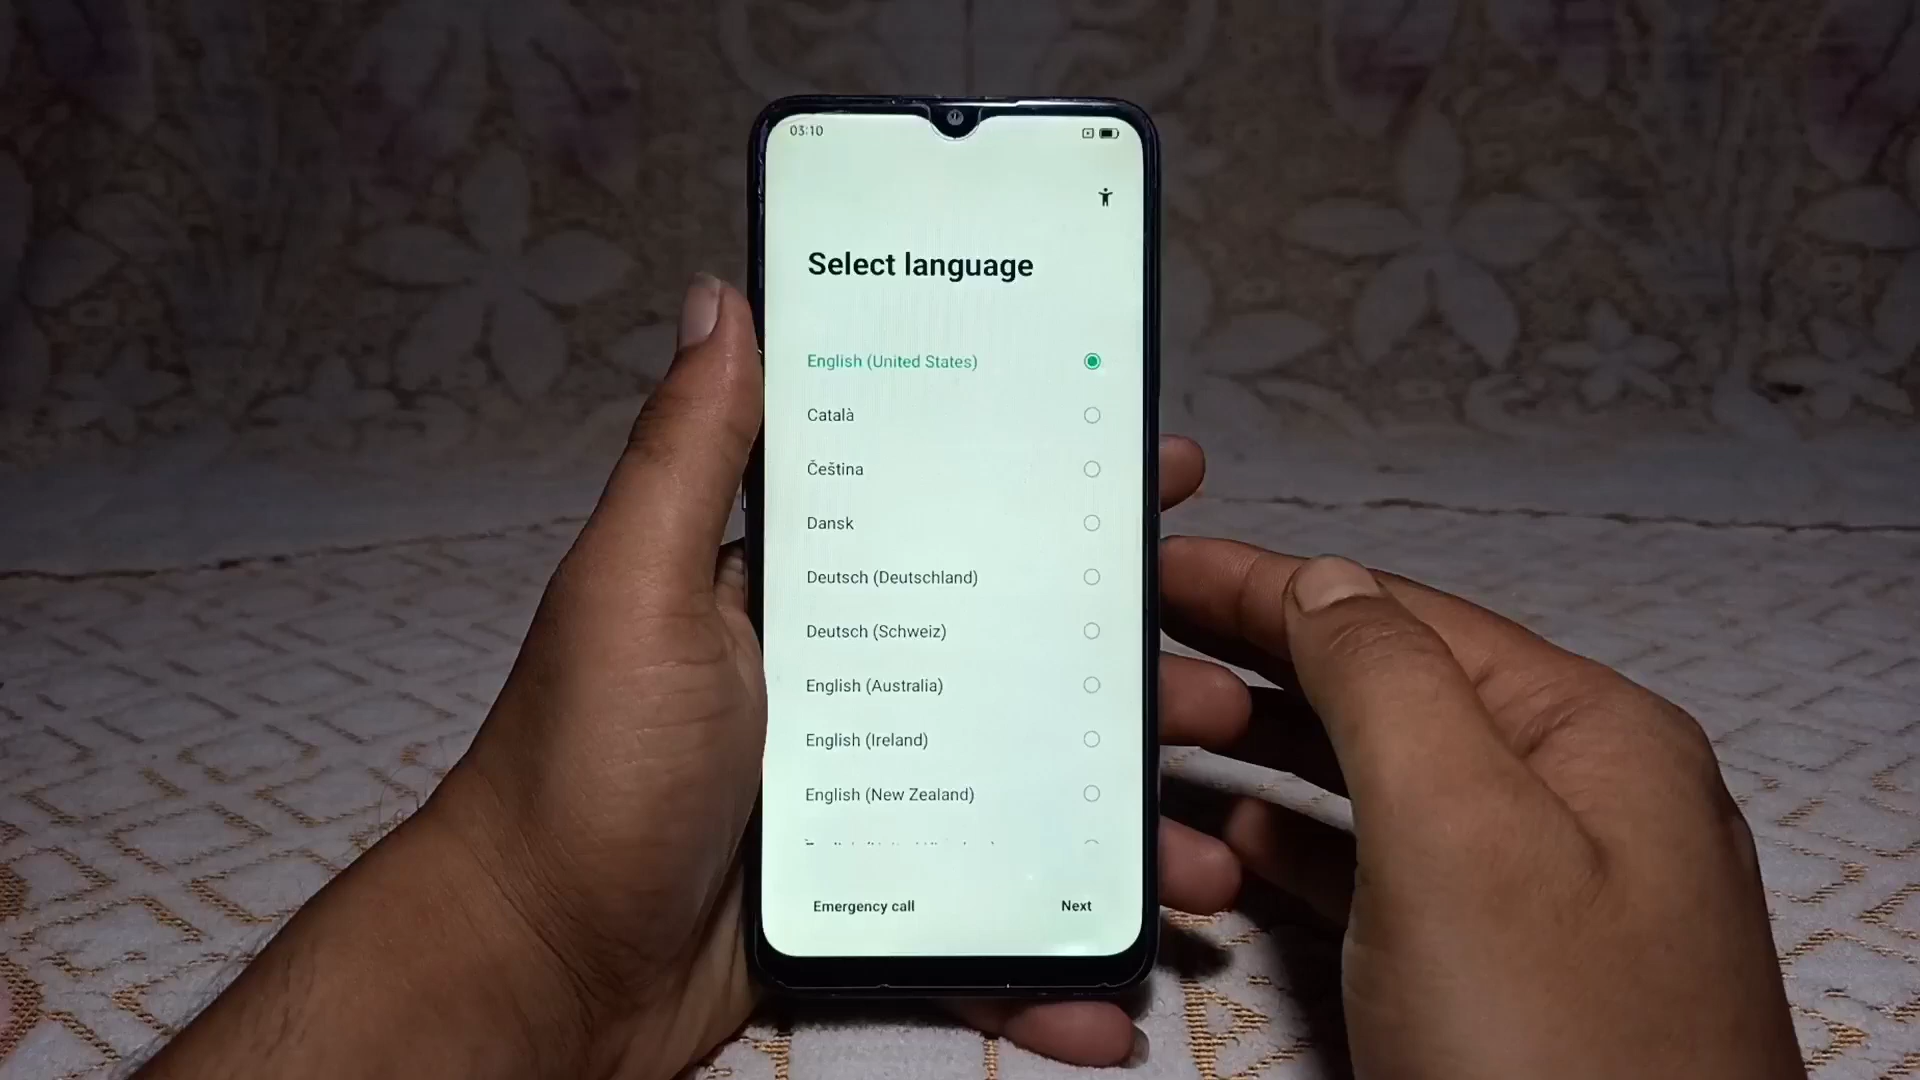 03:10
Select language
English (United States)
Català
Čeština
Dansk
Deutsch (Deutschland)
Deutsch (Schweiz)
English (Australia)
English (Ireland)
English (New Zealand)
Emergency call
Next